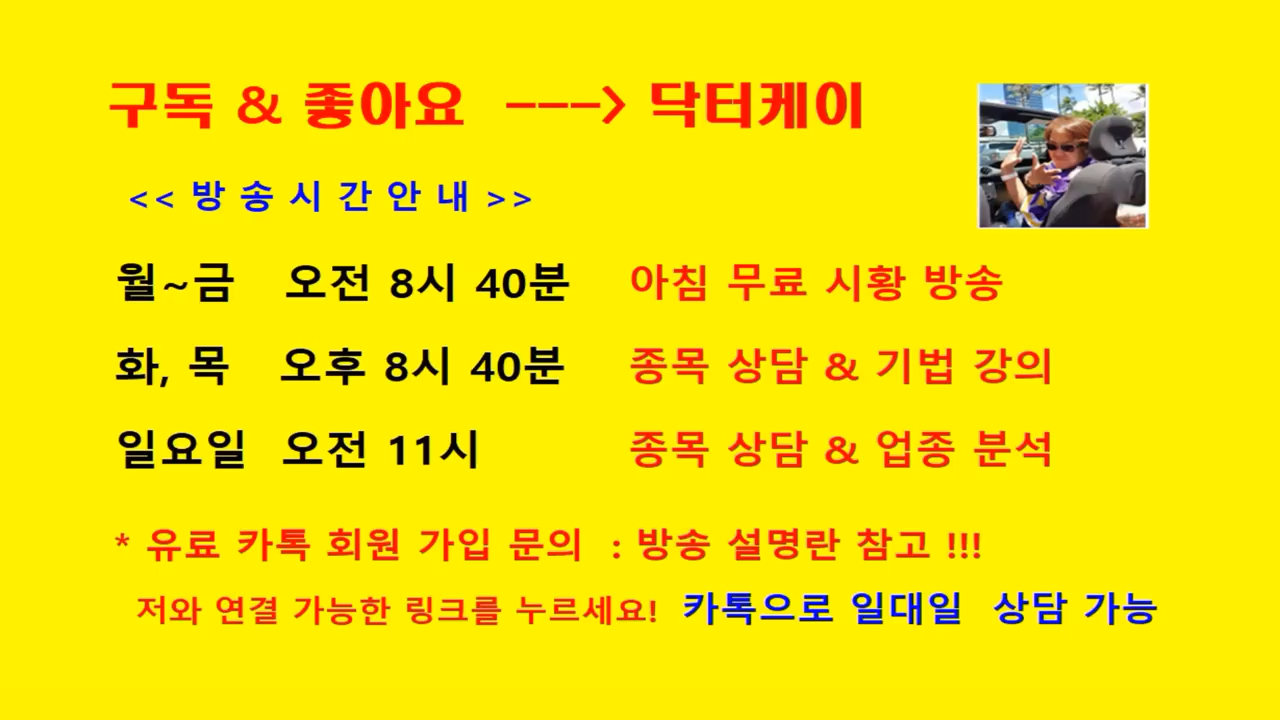 구독 & 좋아요 ---> 닥터케이
<< 방 송 시 간 안 내 >>
월~금 오전 8시 40분 아침 무료 시황 방송
화, 목 오후 8시 40분 종목 상담 & 기법 강의
일요일 오전 11시 종목 상담 & 업종 분석
* 유료 카톡 회원 가입 문의 : 방송 설명란 참고 !!!
저와 연결 가능한 링크를 누르세요! 카톡으로 일대일 상담 가능